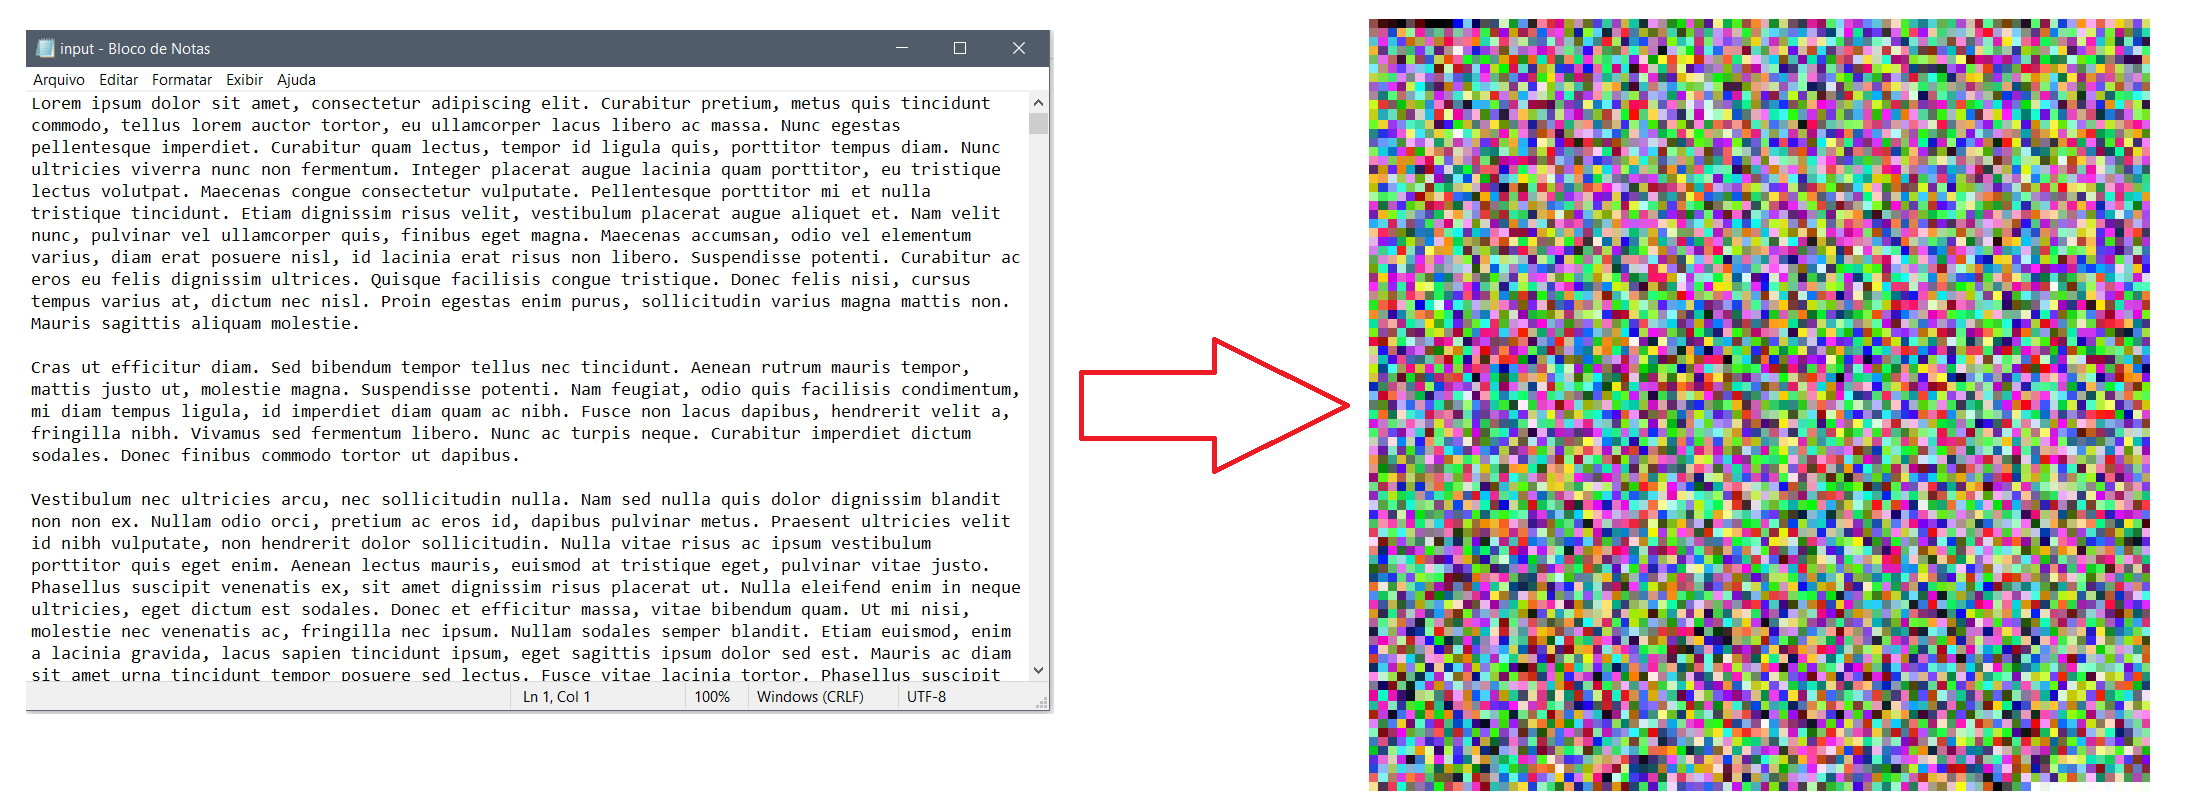 input - Bloco de Notas
Arquivo Editar Formatar Exibir Ajuda
Lorem ipsum dolor sit amet, consectetur adipiscing elit. Curabitur pretium, metus quis tincidunt
commodo, tellus lorem auctor tortor, eu ullamcorper lacus libero ac massa. Nunc egestas
pellentesque imperdiet. Curabitur quam lectus, tempor id ligula quis, porttitor tempus diam. Nunc
ultricies viverra nunc non fermentum. Integer placerat augue lacinia quam porttitor, eu tristique
lectus volutpat. Maecenas congue consectetur vulputate. Pellentesque porttitor mi et nulla
tristique tincidunt. Etiam dignissim risus velit, vestibulum placerat augue aliquet et. Nam velit
nunc, pulvinar vel ullamcorper quis, finibus eget magna. Maecenas accumsan, odio vel elementum
varius, diam erat posuere nisl, id lacinia erat risus non libero. Suspendisse potenti. Curabitur ac
eros eu felis dignissim ultrices. Quisque facilisis congue tristique. Donec felis nisi, cursus
tempus varius at, dictum nec nisl. Proin egestas enim purus, sollicitudin varius magna mattis non.
Mauris sagittis aliquam molestie.
Cras ut efficitur diam. Sed bibendum tempor tellus nec tincidunt. Aenean rutrum mauris tempor,
mattis justo ut, molestie magna. Suspendisse potenti. Nam feugiat, odio quis facilisis condimentum,
mi diam tempus ligula, id imperdiet diam quam ac nibh. Fusce non lacus dapibus, hendrerit velit a,
fringilla nibh. Vivamus sed fermentum libero. Nunc ac turpis neque. Curabitur imperdiet dictum
sodales. Donec finibus commodo tortor ut dapibus.
Vestibulum nec ultricies arcu, nec sollicitudin nulla. Nam sed nulla quis dolor dignissim blandit
non non ex. Nullam odio orci, pretium ac eros id, dapibus pulvinar metus. Praesent ultricies velit
id nibh vulputate, non hendrerit dolor sollicitudin. Nulla vitae risus ac ipsum vestibulum
porttitor quis eget enim. Aenean lectus mauris, euismod at tristique eget, pulvinar vitae justo.
Phasellus suscipit venenatis ex, sit amet dignissim risus placerat ut. Nulla eleifend enim in neque
ultricies, eget dictum est sodales. Donec et efficitur massa, vitae bibendum quam. Ut mi nisi,
molestie nec venenatis ac, fringilla nec ipsum. Nullam sodales semper blandit. Etiam euismod, enim
a lacinia gravida, lacus sapien tincidunt ipsum, eget sagittis ipsum dolor sed est. Mauris ac diam
sit amet urna tincidunt tempor posuere sed lectus. Fusce vitae lacinia tortor. Phasellus suscipit
Ln 1, Col 1 100% Windows (CRLF) UTF-8